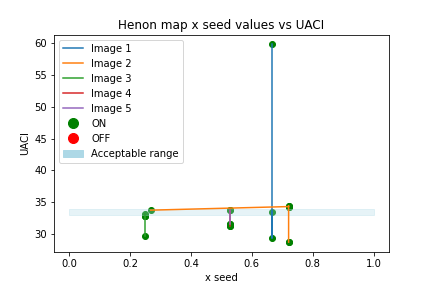 Henon map x seed values vs UACI
60
55
50
45
40
35
30
UACI
Image 1
Image 2
Image 3
Image 4
Image 5
ON
OFF
Acceptable range
0.0 0.2 0.4 0.6 0.8 1.0
x seed